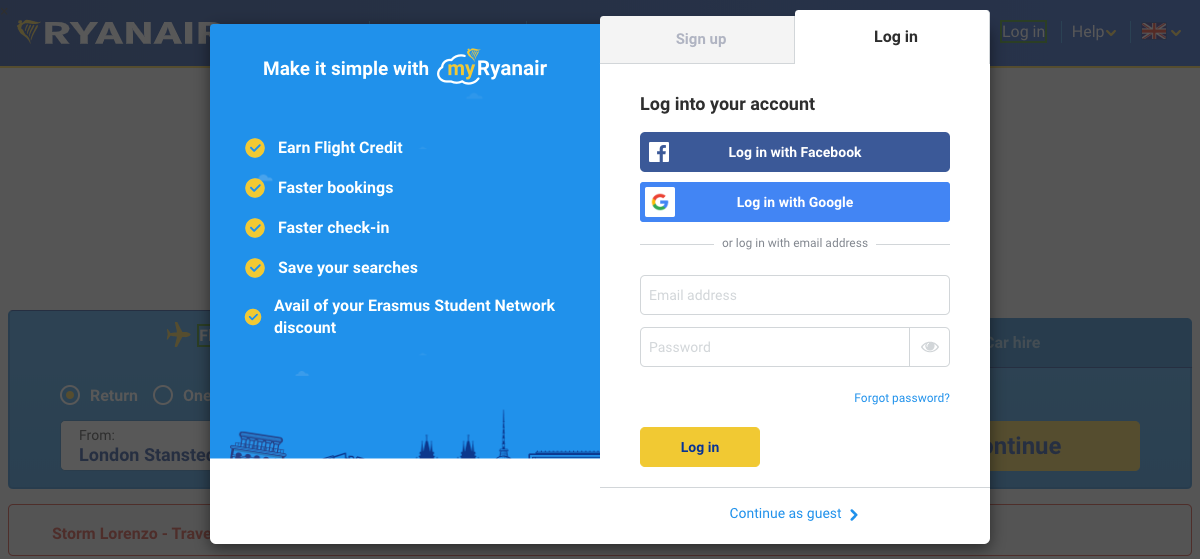 RYANAIR
Log in
Help
Make it simple with myRyanair
Earn Flight Credit
Faster bookings
Faster check-in
Save your searches
Avail of your Erasmus Student Network
discount
Sign up
Log in
Log into your account
Log in with Facebook
Log in with Google
or log in with email address
Email address
Password
Forgot password?
Log in
Continue as guest
Car hire
Return
One
From:
London Stansted
Continue
Storm Lorenzo -